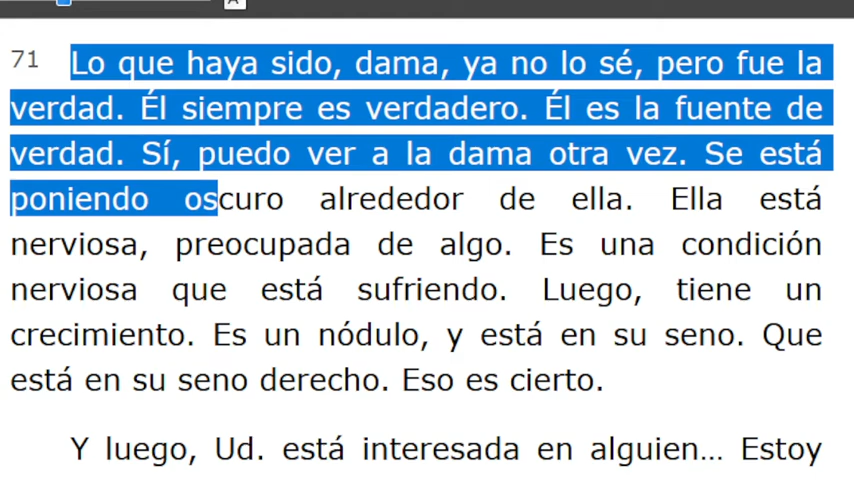 71 Lo que haya sido, dama, ya no lo sé, pero fue la
verdad. Él siempre es verdadero. Él es la fuente de
verdad. Sí, puedo ver a la dama otra vez. Se está
poniendo oscuro alrededor de ella. Ella está
nerviosa, preocupada de algo. Es una condición
nerviosa que está sufriendo. Luego, tiene un
crecimiento. Es un nódulo, y está en su seno. Que
está en su seno derecho. Eso es cierto.
Y luego, Ud. está interesada en alguien... Estoy